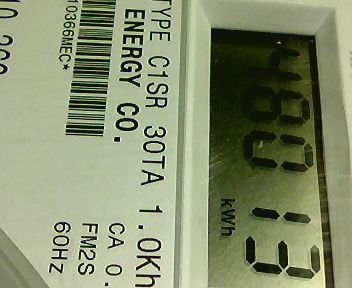 48013
kWh
TYPE C1SR 30TA 1.0Kh
ENERGY CO. CA 0.
FM2S
10366MEC* 60Hz